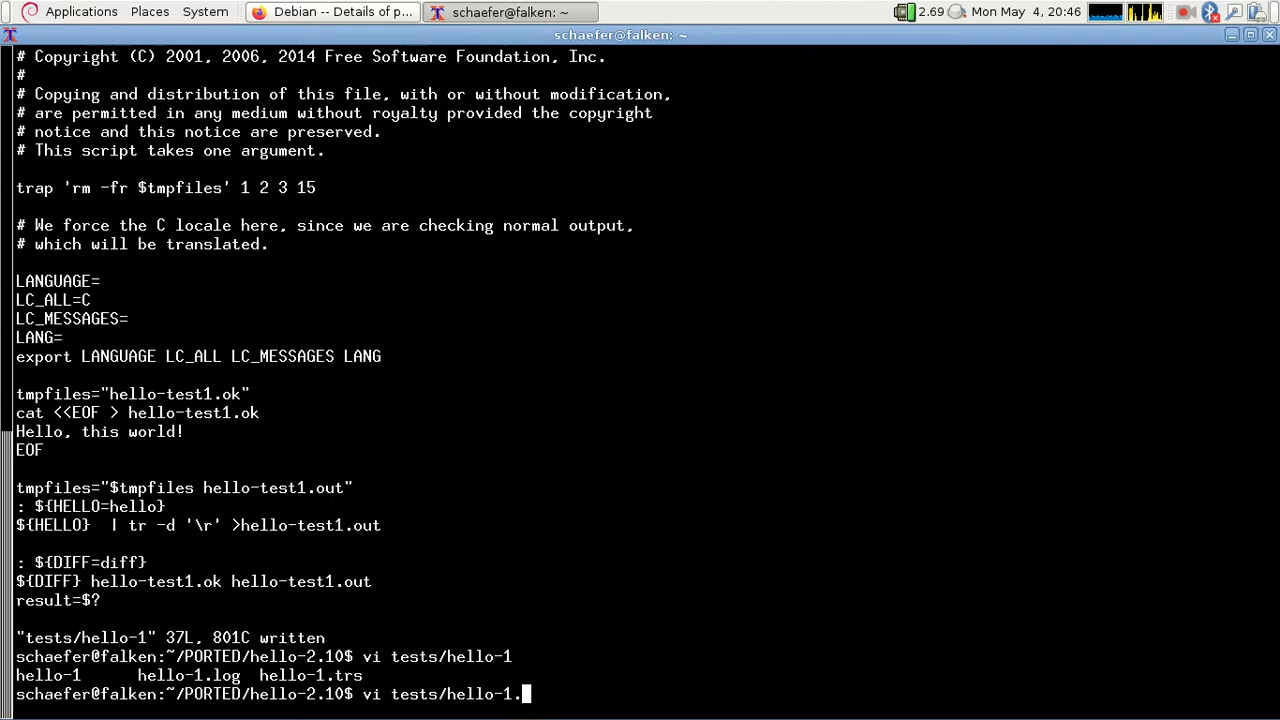 Applications Places System Debian -- Details of p... schaefer@falken: ~ 2.69 Mon May 4, 20:46
schaefer@falken: ~
# Copyright (C) 2001, 2006, 2014 Free Software Foundation, Inc.
#
# Copying and distribution of this file, with or without modification,
# are permitted in any medium without royalty provided the copyright
# notice and this notice are preserved.
# This script takes one argument.
trap 'rm -fr $tmpfiles' 1 2 3 15
# We force the C locale here, since we are checking normal output,
# which will be translated.
LANGUAGE=
LC_ALL=C
LC_MESSAGES=
LANG=
export LANGUAGE LC_ALL LC_MESSAGES LANG
tmpfiles="hello-test1.ok"
cat <<EOF > hello-test1.ok
Hello, this world!
EOF
tmpfiles="$tmpfiles hello-test1.out"
: ${HELLO=hello}
${HELLO}  | tr -d '\r' >hello-test1.out
: ${DIFF=diff}
${DIFF} hello-test1.ok hello-test1.out
result=$?
"tests/hello-1" 37L, 801C written
schaefer@falken:~/PORTED/hello-2.10$ vi tests/hello-1
hello-1      hello-1.log  hello-1.trs
schaefer@falken:~/PORTED/hello-2.10$ vi tests/hello-1.